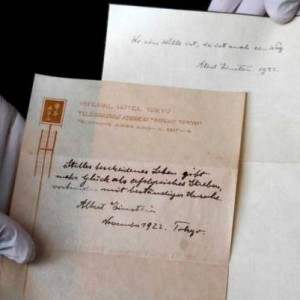 Wo ein Wille ist, da ist auch ein Weg
Albert Einstein. 1922.
IMPERIAL HOTEL TOKYO
TELEGRAPHIC ADDRESS TOKYO"
Stilles bescheidenes Leben gibt
mehr Glück als erfolgreiches Streben,
verbunden mit beständiger Unruhe.
Albert Einstein
November 1922. Tokyo.